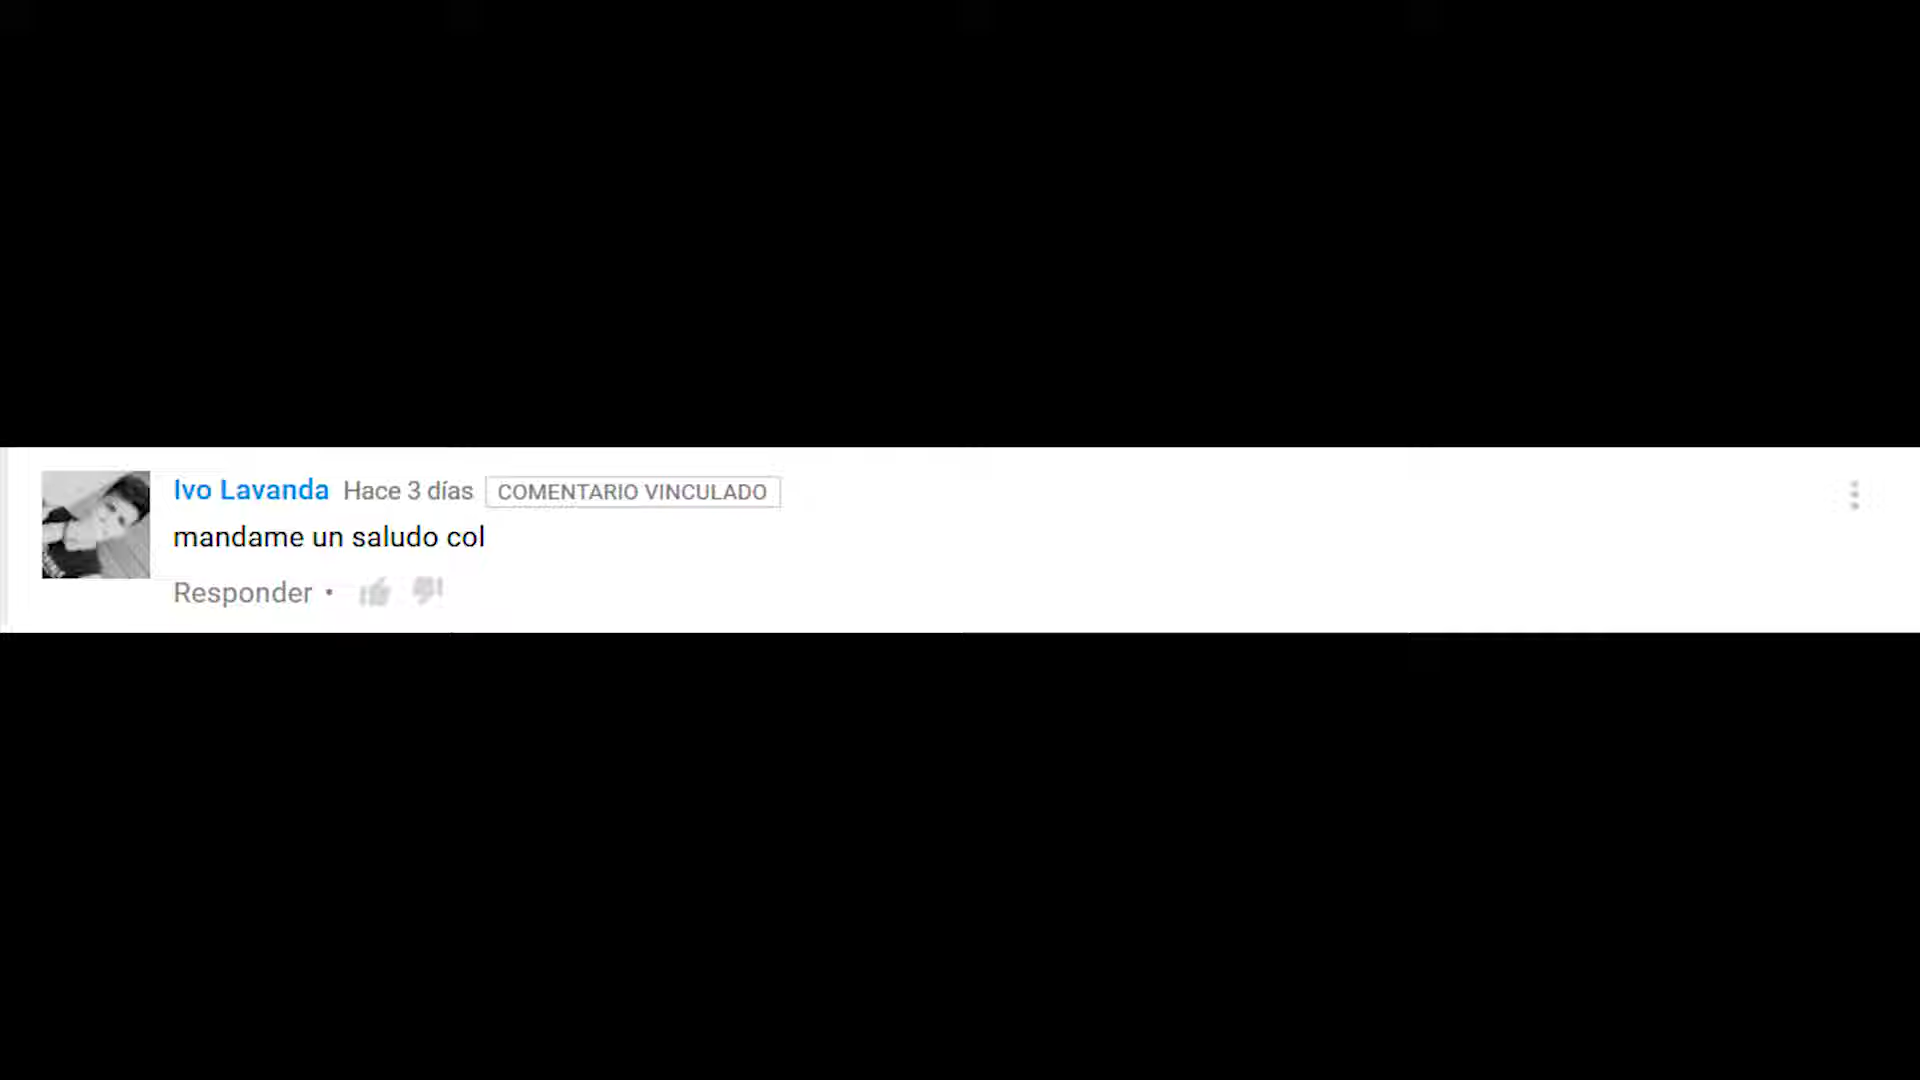 Ivo Lavanda Hace 3 días COMENTARIO VINCULADO
mandame un saludo col
Responder •